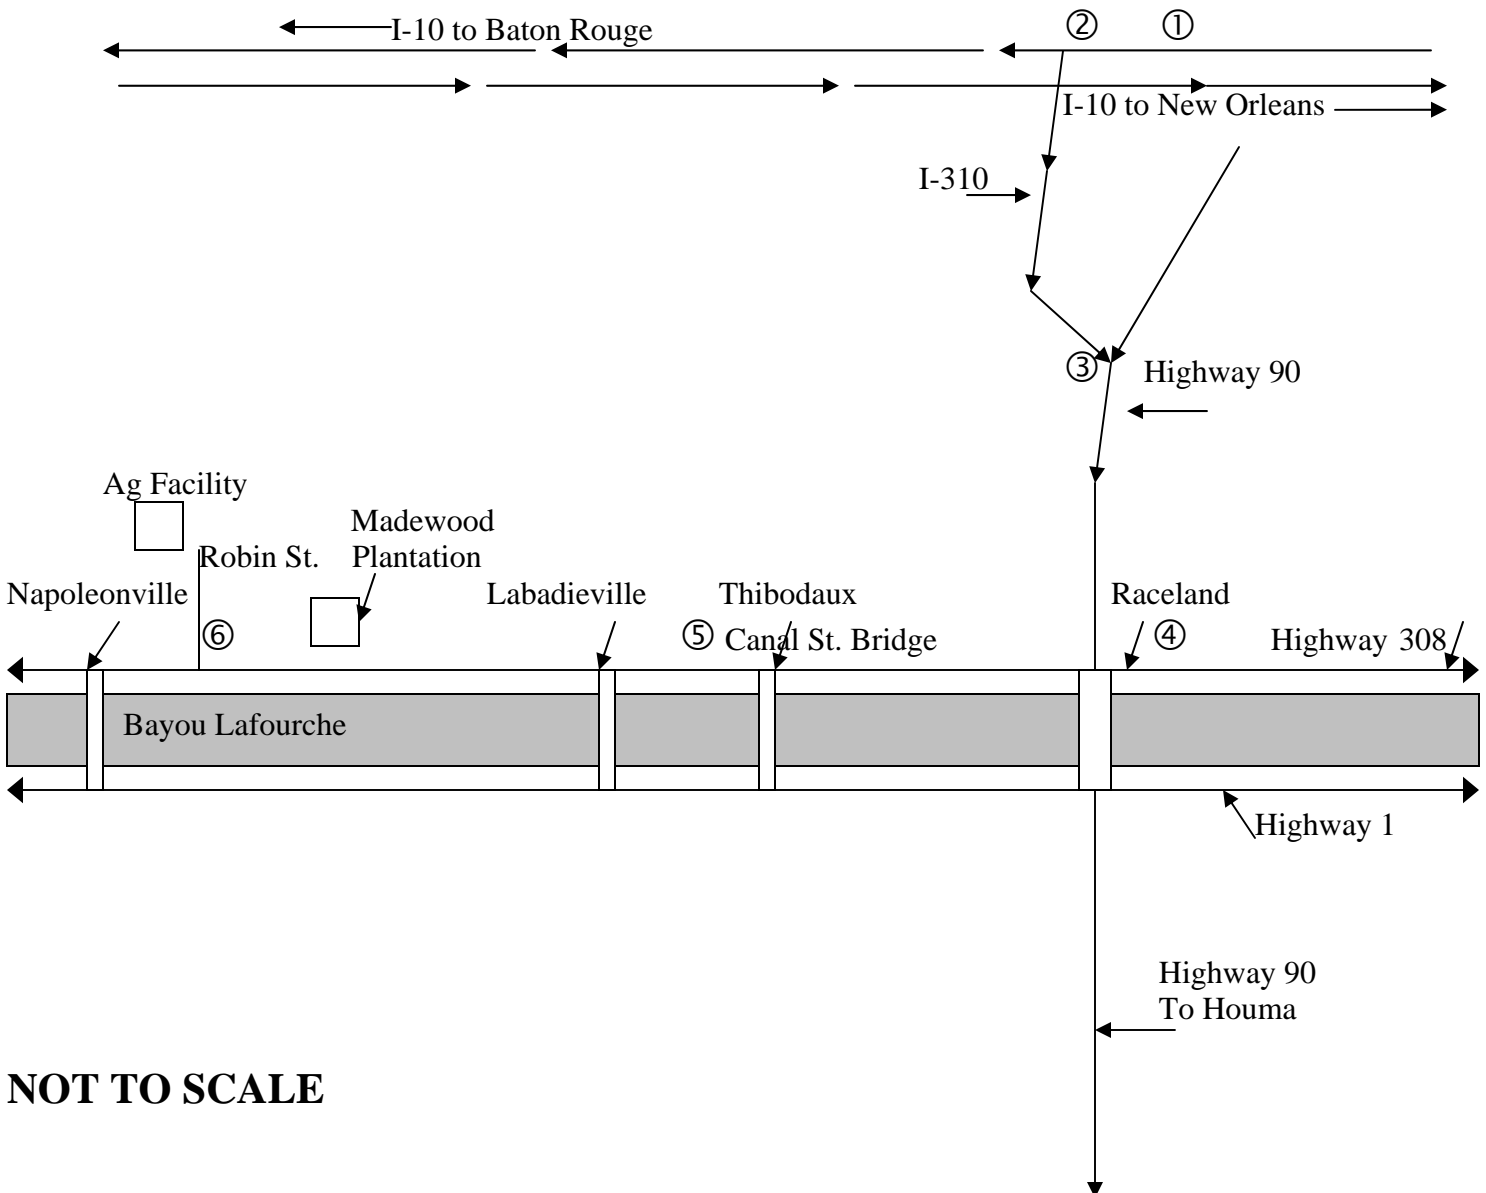 ② ①
I-10 to Baton Rouge
I-10 to New Orleans
I-310
③ Highway 90
Ag Facility
Madewood
Robin St. Plantation
Napoleonville Labadieville Thibodaux Raceland
⑥ ⑤ Canal St. Bridge ④ Highway 308
Bayou Lafourche
Highway 1
Highway 90
To Houma
NOT TO SCALE